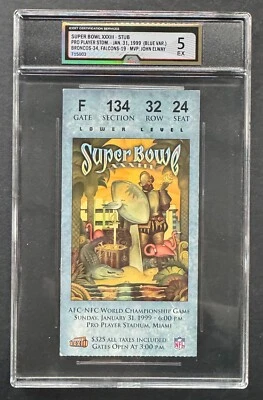 SUPER BOWL XXXIII - STUB
PRO PLAYER STDM. - JAN. 31, 1999 (BLUE VAR.)
BRONCOS-34, FALCONS-19 - MVP: JOHN ELWAY
5
EX
F 134 32 24
GATE SECTION ROW SEAT
LOWER LEVEL
Super Bowl
XXXIII
AFC-NFC World Championship Game
Sunday, January 31, 1999 - 6:00 p.m.
Pro Player Stadium, Miami
$325 All Taxes Included
Gates Open At 3:00 p.m.
NFL